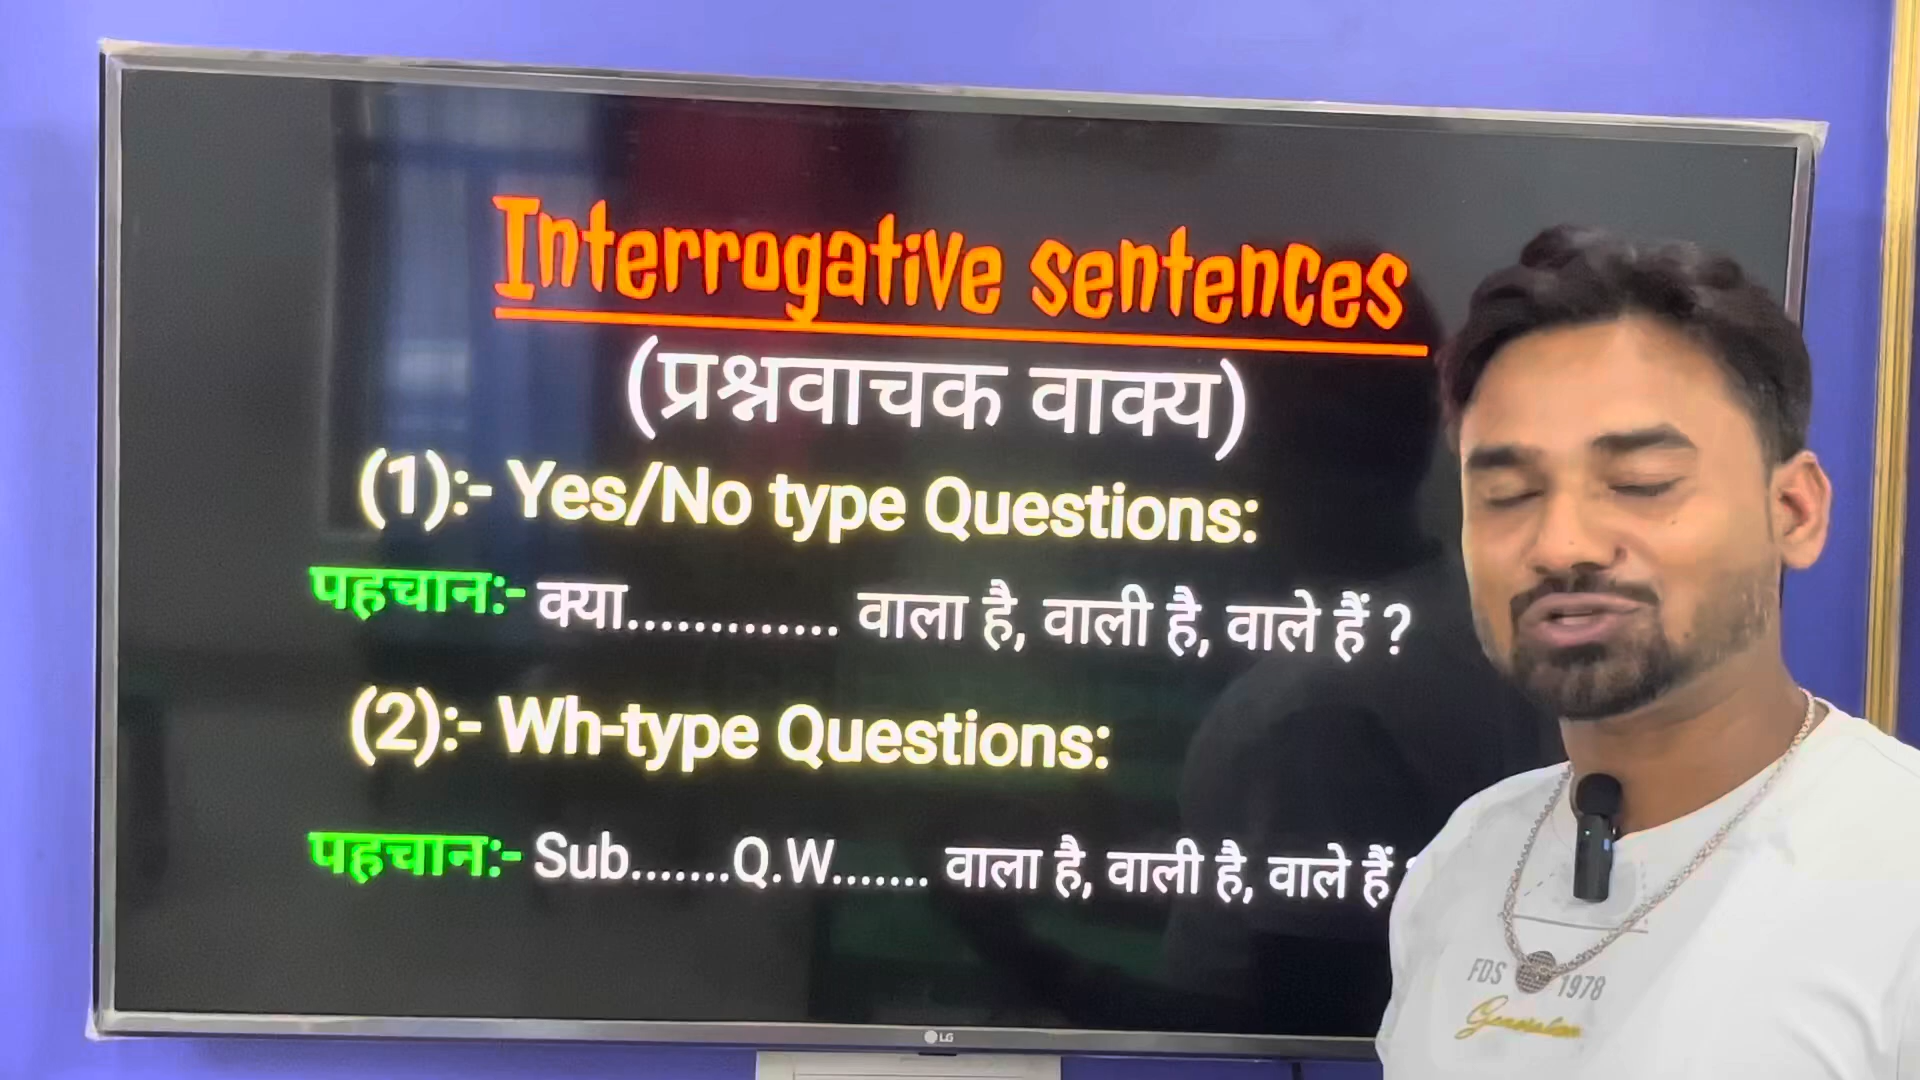 Interrogative sentences
(प्रश्नवाचक वाक्य)
(1):- Yes/No type Questions:
पहचान:- क्या............. वाला है, वाली है, वाले हैं ?
(2):- Wh-type Questions:
पहचान:- Sub.......Q.W....... वाला है, वाली है, वाले हैं
LG
FDS 1978
Generation